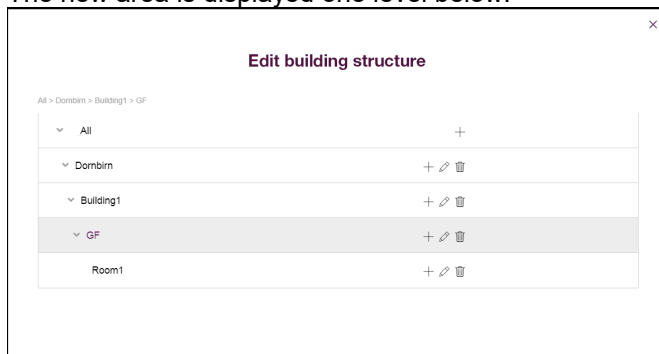 The new area is displayed one level below.
Edit building structure
All > Dornbirn > Building1 > GF
All
Dornbirn
Building1
GF
Room1